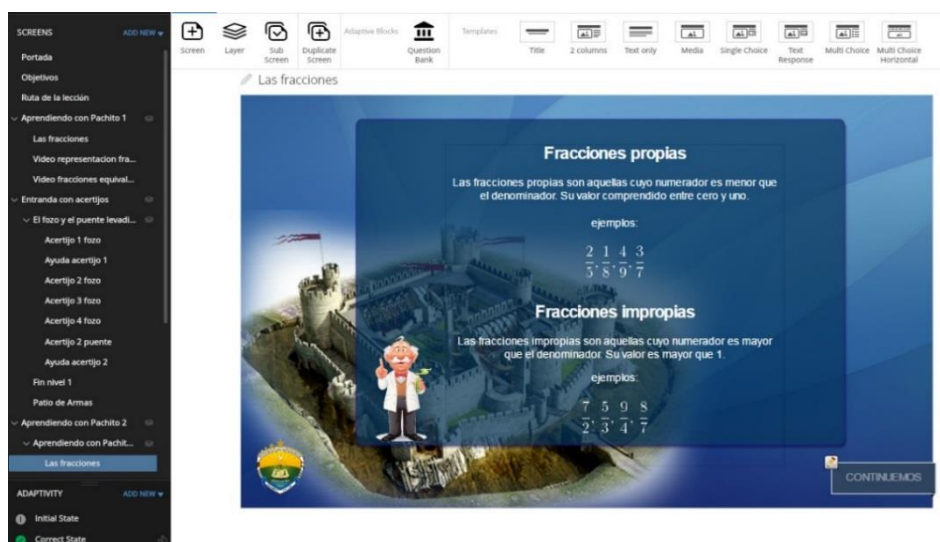 SCREENS ADD NEW
Portada
Objetivos
Ruta de la lección
Aprendiendo con Pachito 1
Las fracciones
Video representacion fra...
Video fracciones equival...
Entranda con acertijos
El fozo y el puente levadi...
Acertijo 1 fozo
Ayuda acertijo 1
Acertijo 2 fozo
Acertijo 3 fozo
Acertijo 4 fozo
Acertijo 2 puente
Ayuda acertijo 2
Fin nivel 1
Patio de Armas
Aprendiendo con Pachito 2
Aprendiendo con Pachit...
Las fracciones
ADAPTIVITY ADD NEW
Initial State
Correct State
Screen
Layer
Sub Screen
Duplicate Screen
Adaptive Blocks
Question Bank
Templates
Title
2 columns
Text only
Media
Single Choice
Text Response
Multi Choice
Multi Choice Horizontal
Las fracciones
Fracciones propias
Las fracciones propias son aquellas cuyo numerador es menor que
el denominador. Su valor comprendido entre cero y uno.
ejemplos:
2/5, 1/8, 4/9, 3/7
Fracciones impropias
Las fracciones impropias son aquellas cuyo numerador es mayor
que el denominador. Su valor es mayor que 1.
ejemplos:
7/2, 5/3, 9/4, 8/7
CONTINUEMOS